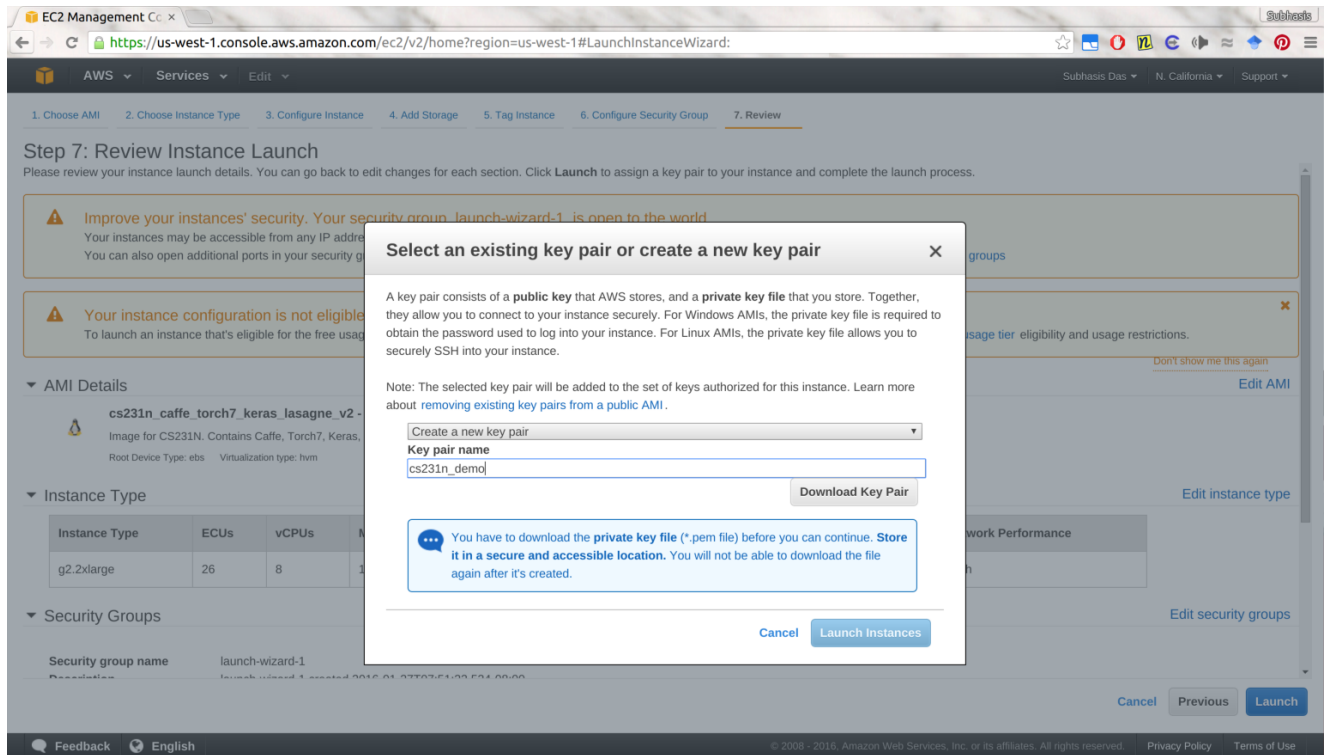 EC2 Management Co
Subhasis
https://us-west-1.console.aws.amazon.com/ec2/v2/home?region=us-west-1#LaunchInstanceWizard:
AWS Services Edit Subhasis Das N. California Support
1. Choose AMI 2. Choose Instance Type 3. Configure Instance 4. Add Storage 5. Tag Instance 6. Configure Security Group 7. Review
Step 7: Review Instance Launch
Please review your instance launch details. You can go back to edit changes for each section. Click Launch to assign a key pair to your instance and complete the launch process.
Improve your instances' security. Your security group, launch-wizard-1, is open to the world.
Your instances may be accessible from any IP addre
You can also open additional ports in your security g groups
Your instance configuration is not eligible
To launch an instance that's eligible for the free usag usage tier eligibility and usage restrictions.
Don't show me this again
AMI Details Edit AMI
cs231n_caffe_torch7_keras_lasagne_v2 -
Image for CS231N. Contains Caffe, Torch7, Keras,
Root Device Type: ebs Virtualization type: hvm
Instance Type Edit instance type
Instance Type ECUs vCPUs M work Performance
g2.2xlarge 26 8 1 h
Security Groups Edit security groups
Security group name launch-wizard-1
Description launch-wizard-1 created 2016-01-27T07:51:22.534-08:00
Select an existing key pair or create a new key pair
A key pair consists of a public key that AWS stores, and a private key file that you store. Together,
they allow you to connect to your instance securely. For Windows AMIs, the private key file is required to
obtain the password used to log into your instance. For Linux AMIs, the private key file allows you to
securely SSH into your instance.
Note: The selected key pair will be added to the set of keys authorized for this instance. Learn more
about removing existing key pairs from a public AMI.
Create a new key pair
Key pair name
cs231n_demo
Download Key Pair
You have to download the private key file (*.pem file) before you can continue. Store
it in a secure and accessible location. You will not be able to download the file
again after it's created.
Cancel Launch Instances
Cancel Previous Launch
Feedback English © 2008 - 2016, Amazon Web Services, Inc. or its affiliates. All rights reserved. Privacy Policy Terms of Use